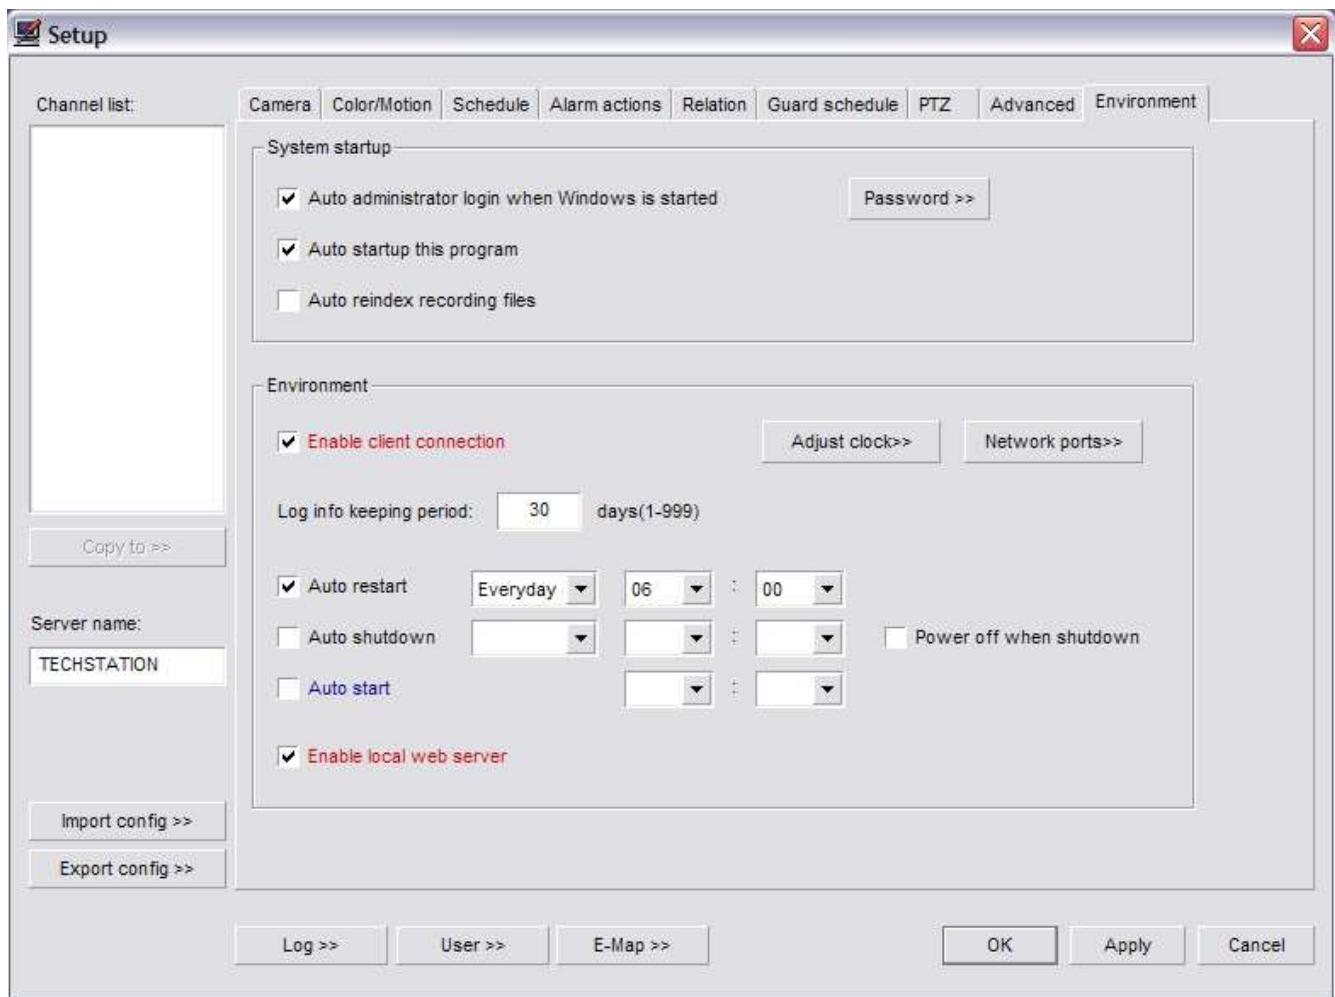 Setup
Channel list:
Camera Color/Motion Schedule Alarm actions Relation Guard schedule PTZ Advanced Environment
System startup
Auto administrator login when Windows is started Password >>
Auto startup this program
Auto reindex recording files
Environment
Enable client connection Adjust clock>> Network ports>>
Log info keeping period: 30 days(1-999)
Copy to >>
Auto restart Everyday 06 : 00
Server name:
Auto shutdown : Power off when shutdown
TECHSTATION
Auto start :
Enable local web server
Import config >>
Export config >>
Log >> User >> E-Map >> OK Apply Cancel